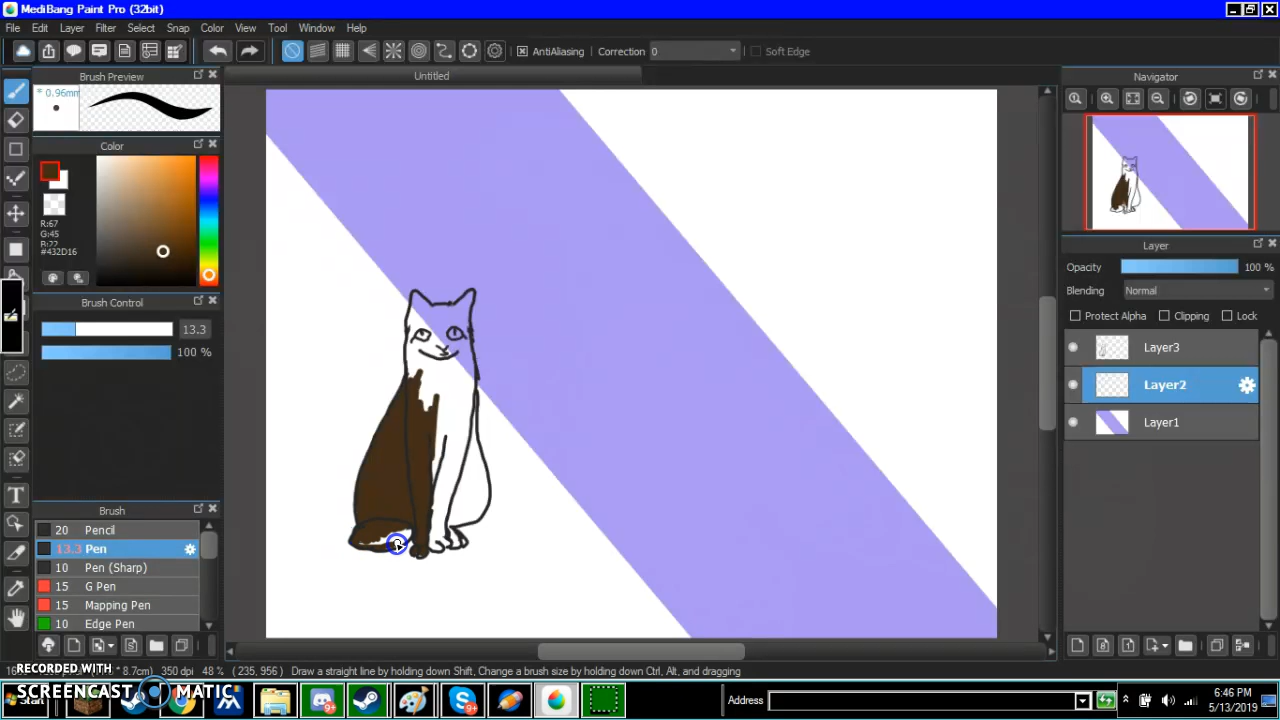 MediBang Paint Pro (32bit)
File Edit Layer Filter Select Snap Color View Tool Window Help
AntiAliasing Correction 0 Soft Edge
Brush Preview
Untitled
Navigator
* 0.96mm
Color
R:67
G:45
B:22
#432D16
Layer
Opacity 100 %
Blending Normal
Protect Alpha Clipping Lock
Brush Control
13.3
100 %
Layer3
Layer2
Layer1
Brush
20 Pencil
13.3 Pen
10 Pen (Sharp)
15 G Pen
15 Mapping Pen
10 Edge Pen
* 8.7cm) 350 dpi 48 % ( 235, 956 ) Draw a straight line by holding down Shift, Change a brush size by holding down Ctrl, Alt, and dragging
RECORDED WITH
SCREENCAST MATIC
Start
Address
6:46 PM
5/13/2019